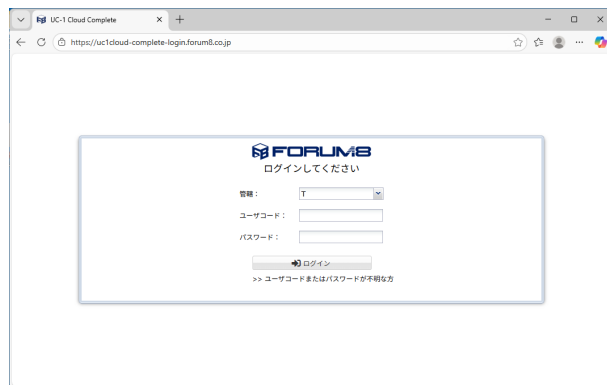 UC-1 Cloud Complete
https://uc1cloud-complete-login.forum8.co.jp
FORUM8
ログインしてください
管轄： T
ユーザコード：
パスワード：
ログイン
>> ユーザコードまたはパスワードが不明な方